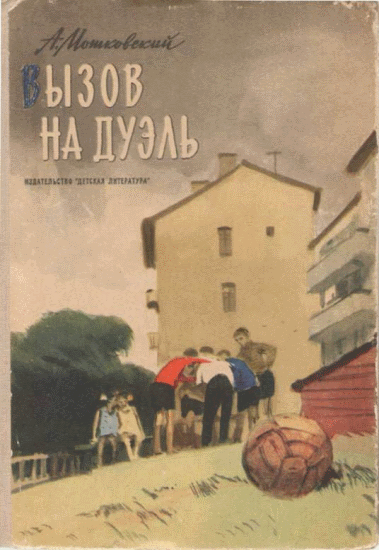 А. Мошковский
ВЫЗОВ
НА ДУЭЛЬ
ИЗДАТЕЛЬСТВО "ДЕТСКАЯ ЛИТЕРАТУРА"